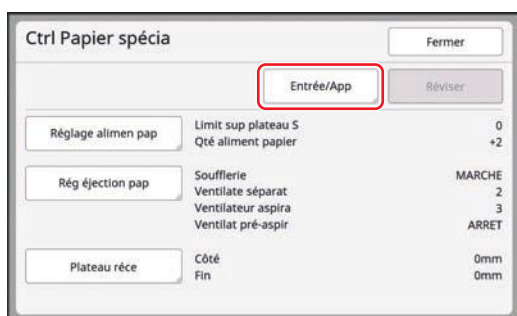 Ctrl Papier spécia
Fermer
Entrée/App
Réviser
Réglage alimen pap
Limit sup plateau S 0
Qté aliment papier +2
Rég éjection pap
Soufflerie MARCHE
Ventilate séparat 2
Ventilateur aspira 3
Ventilat pré-aspir ARRET
Plateau réce
Côté 0mm
Fin 0mm